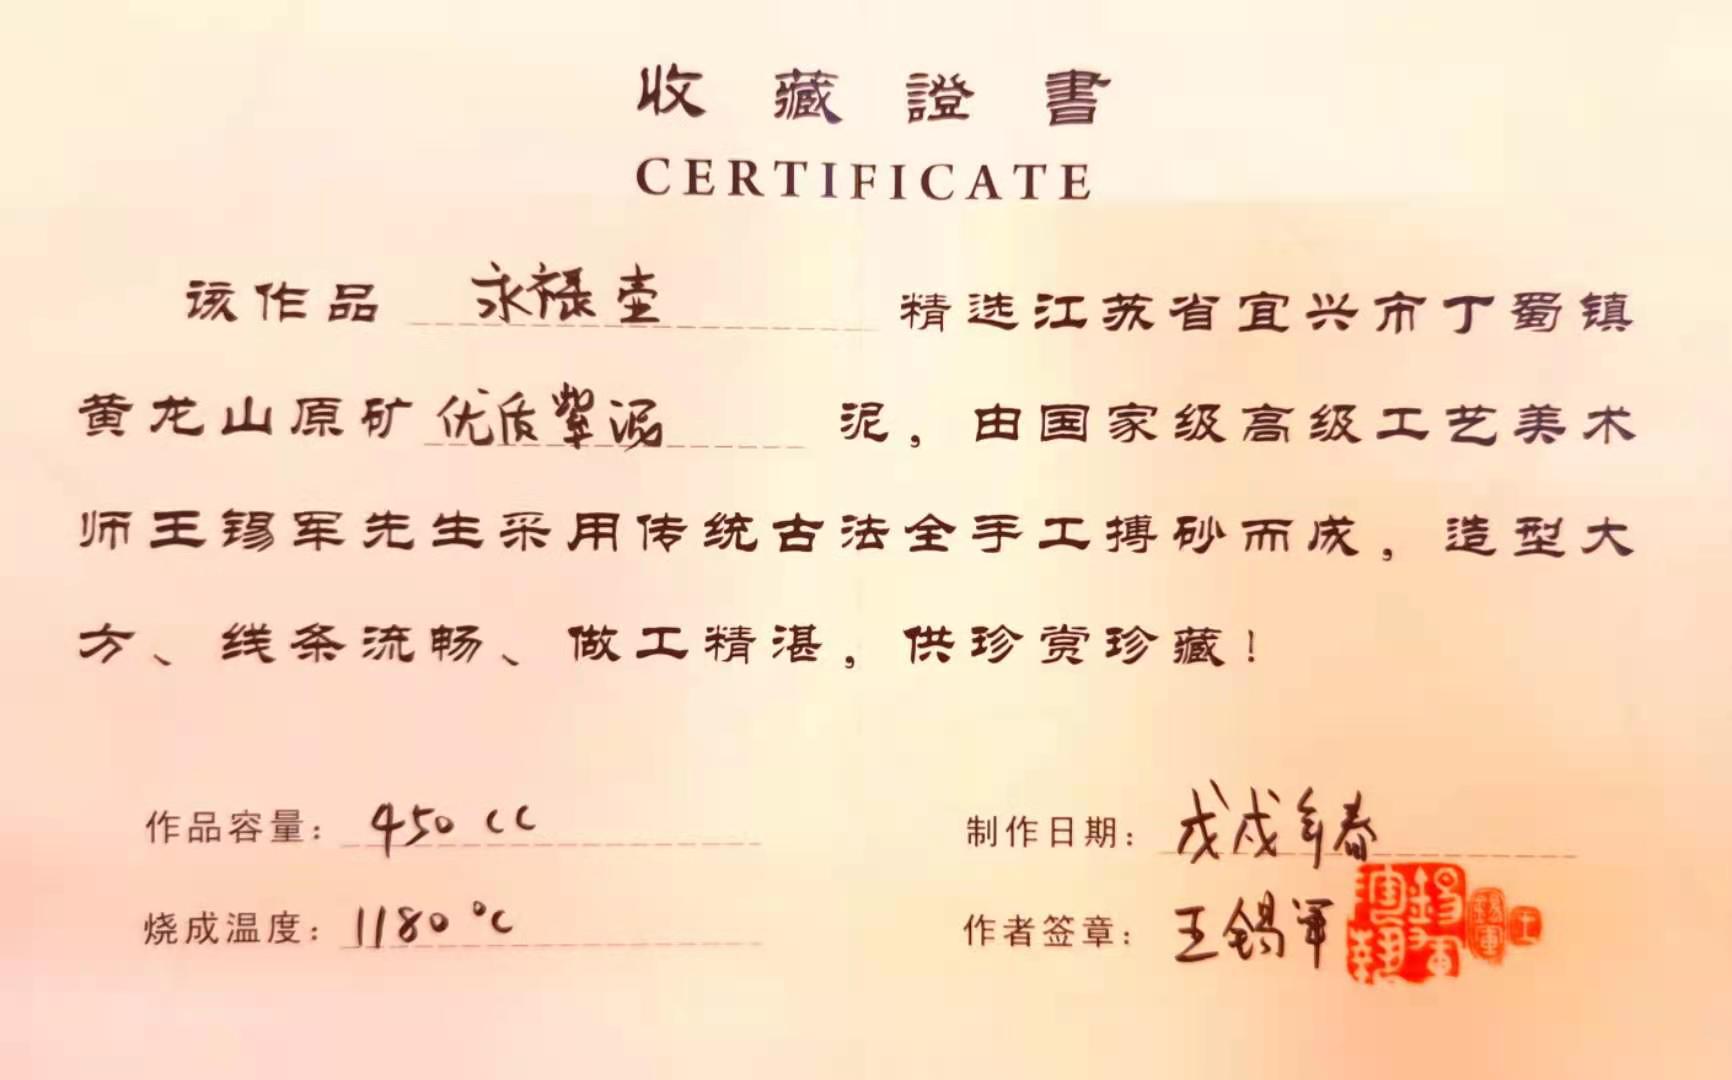 收藏證書
CERTIFICATE
该作品 永禄壶 精选江苏省宜兴市丁蜀镇
黄龙山原矿 优质紫泥 泥，由国家级高级工艺美术
师王锡军先生采用传统古法全手工搏砂而成，造型大
方、线条流畅、做工精湛，供珍赏珍藏！
作品容量： 450cc
制作日期： 戊戌年春
烧成温度： 1180℃
作者签章： 王锡军
锡軍
王